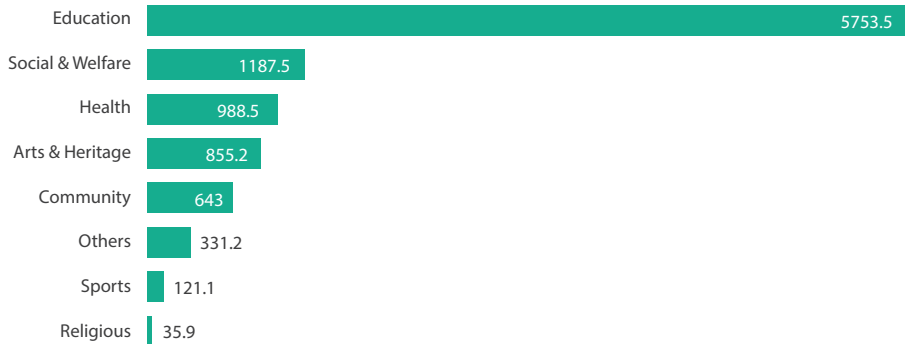 Education 5753.5
Social & Welfare 1187.5
Health 988.5
Arts & Heritage 855.2
Community 643
Others 331.2
Sports 121.1
Religious 35.9